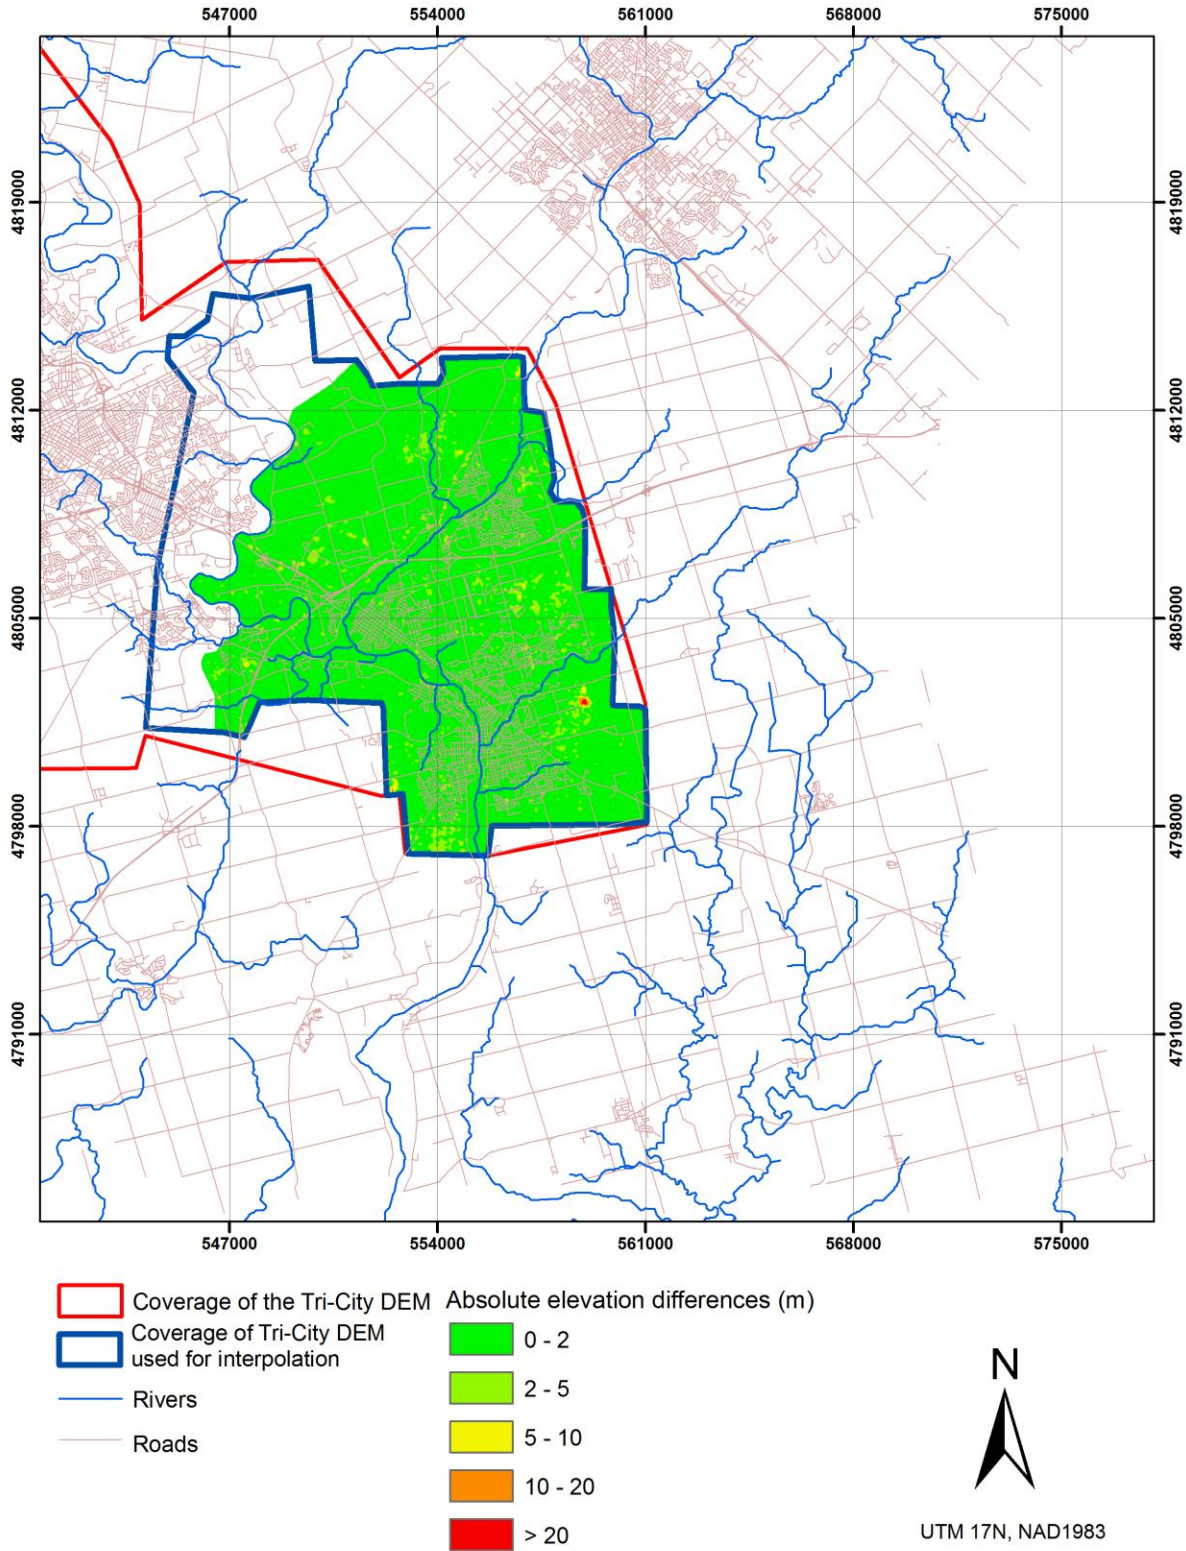 547000 554000 561000 568000 575000
4819000 4819000
4812000 4812000
4805000 4805000
4798000 4798000
4791000 4791000
547000 554000 561000 568000 575000
Coverage of the Tri-City DEM
Coverage of Tri-City DEM
used for interpolation
Rivers
Roads
Absolute elevation differences (m)
0 - 2
2 - 5
5 - 10
10 - 20
> 20
N
UTM 17N, NAD1983